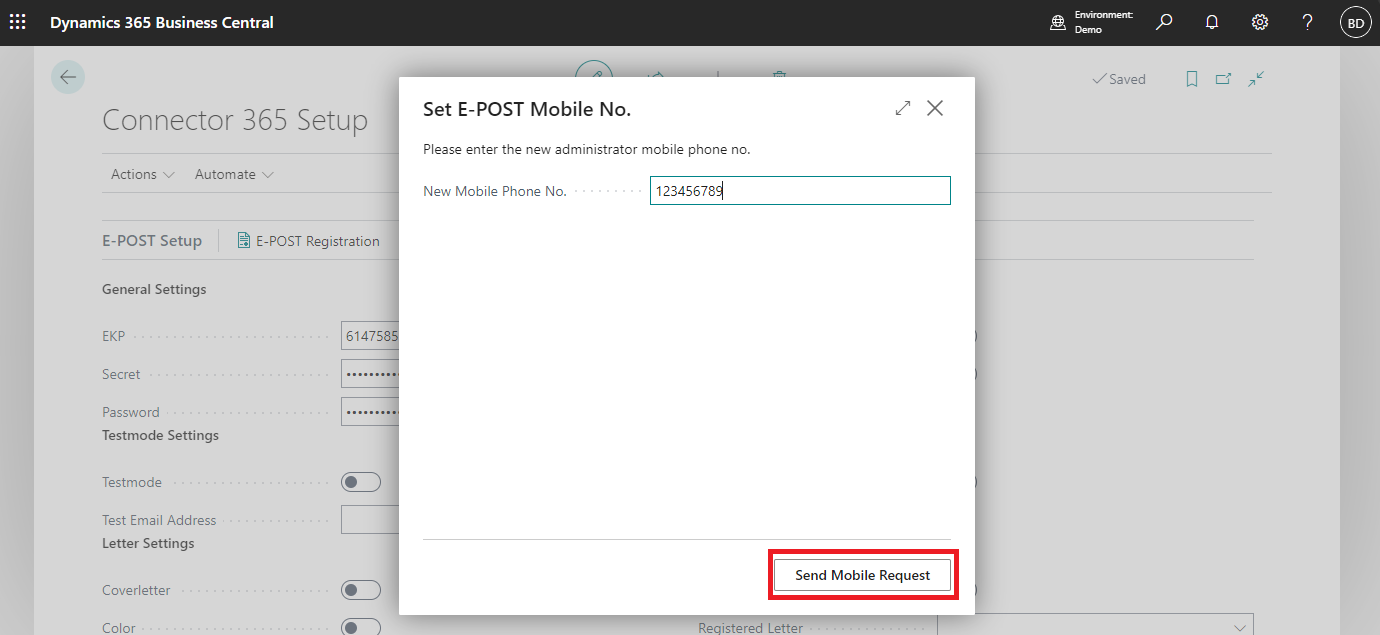 Dynamics 365 Business Central
Environment:
Demo
BD
Saved
Connector 365 Setup
Actions
Automate
E-POST Setup
E-POST Registration
General Settings
EKP
6147585
Secret
Password
Testmode Settings
Testmode
Test Email Address
Letter Settings
Coverletter
Color
Registered Letter
Set E-POST Mobile No.
Please enter the new administrator mobile phone no.
New Mobile Phone No.
123456789
Send Mobile Request